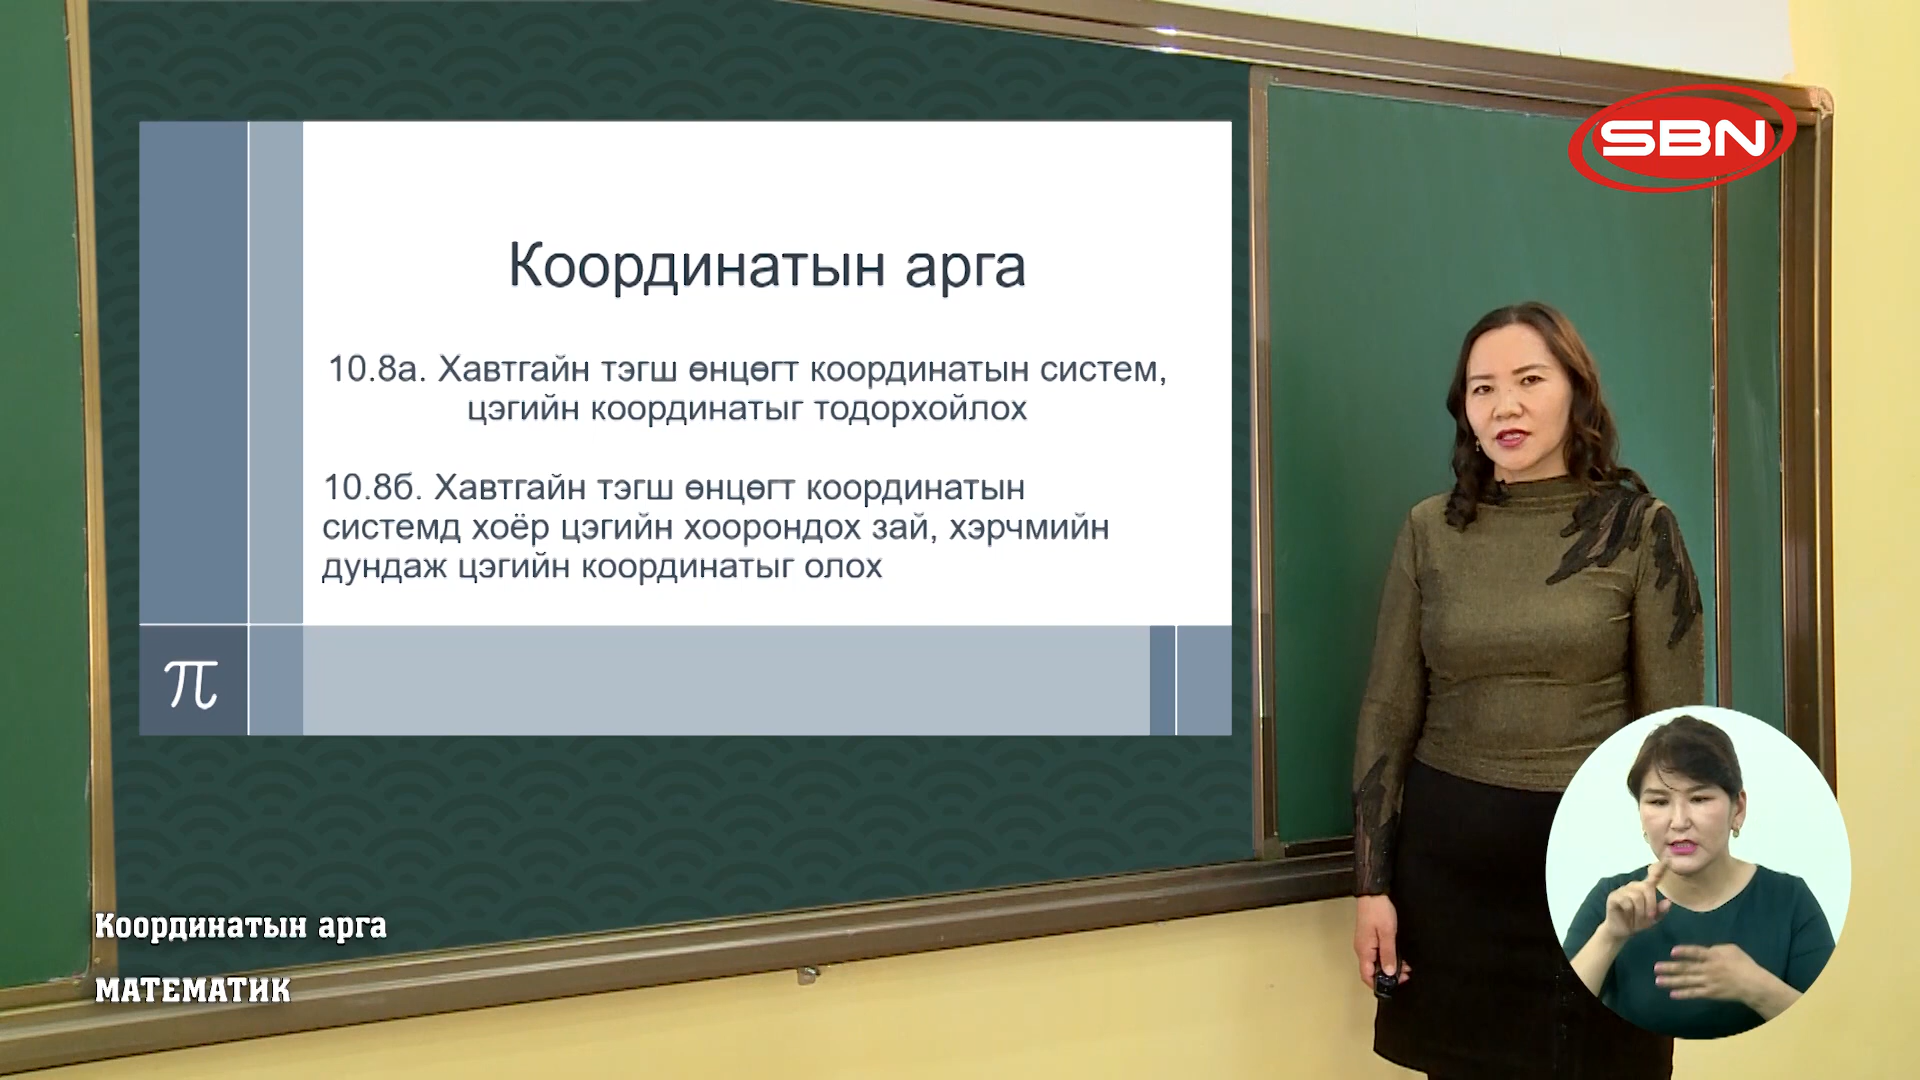 SBN
Координатын арга
10.8а. Хавтгайн тэгш өнцөгт координатын систем,
цэгийн координатыг тодорхойлох
10.8б. Хавтгайн тэгш өнцөгт координатын
системд хоёр цэгийн хоорондох зай, хэрчмийн
дундаж цэгийн координатыг олох
π
Координатын арга
МАТЕМАТИК